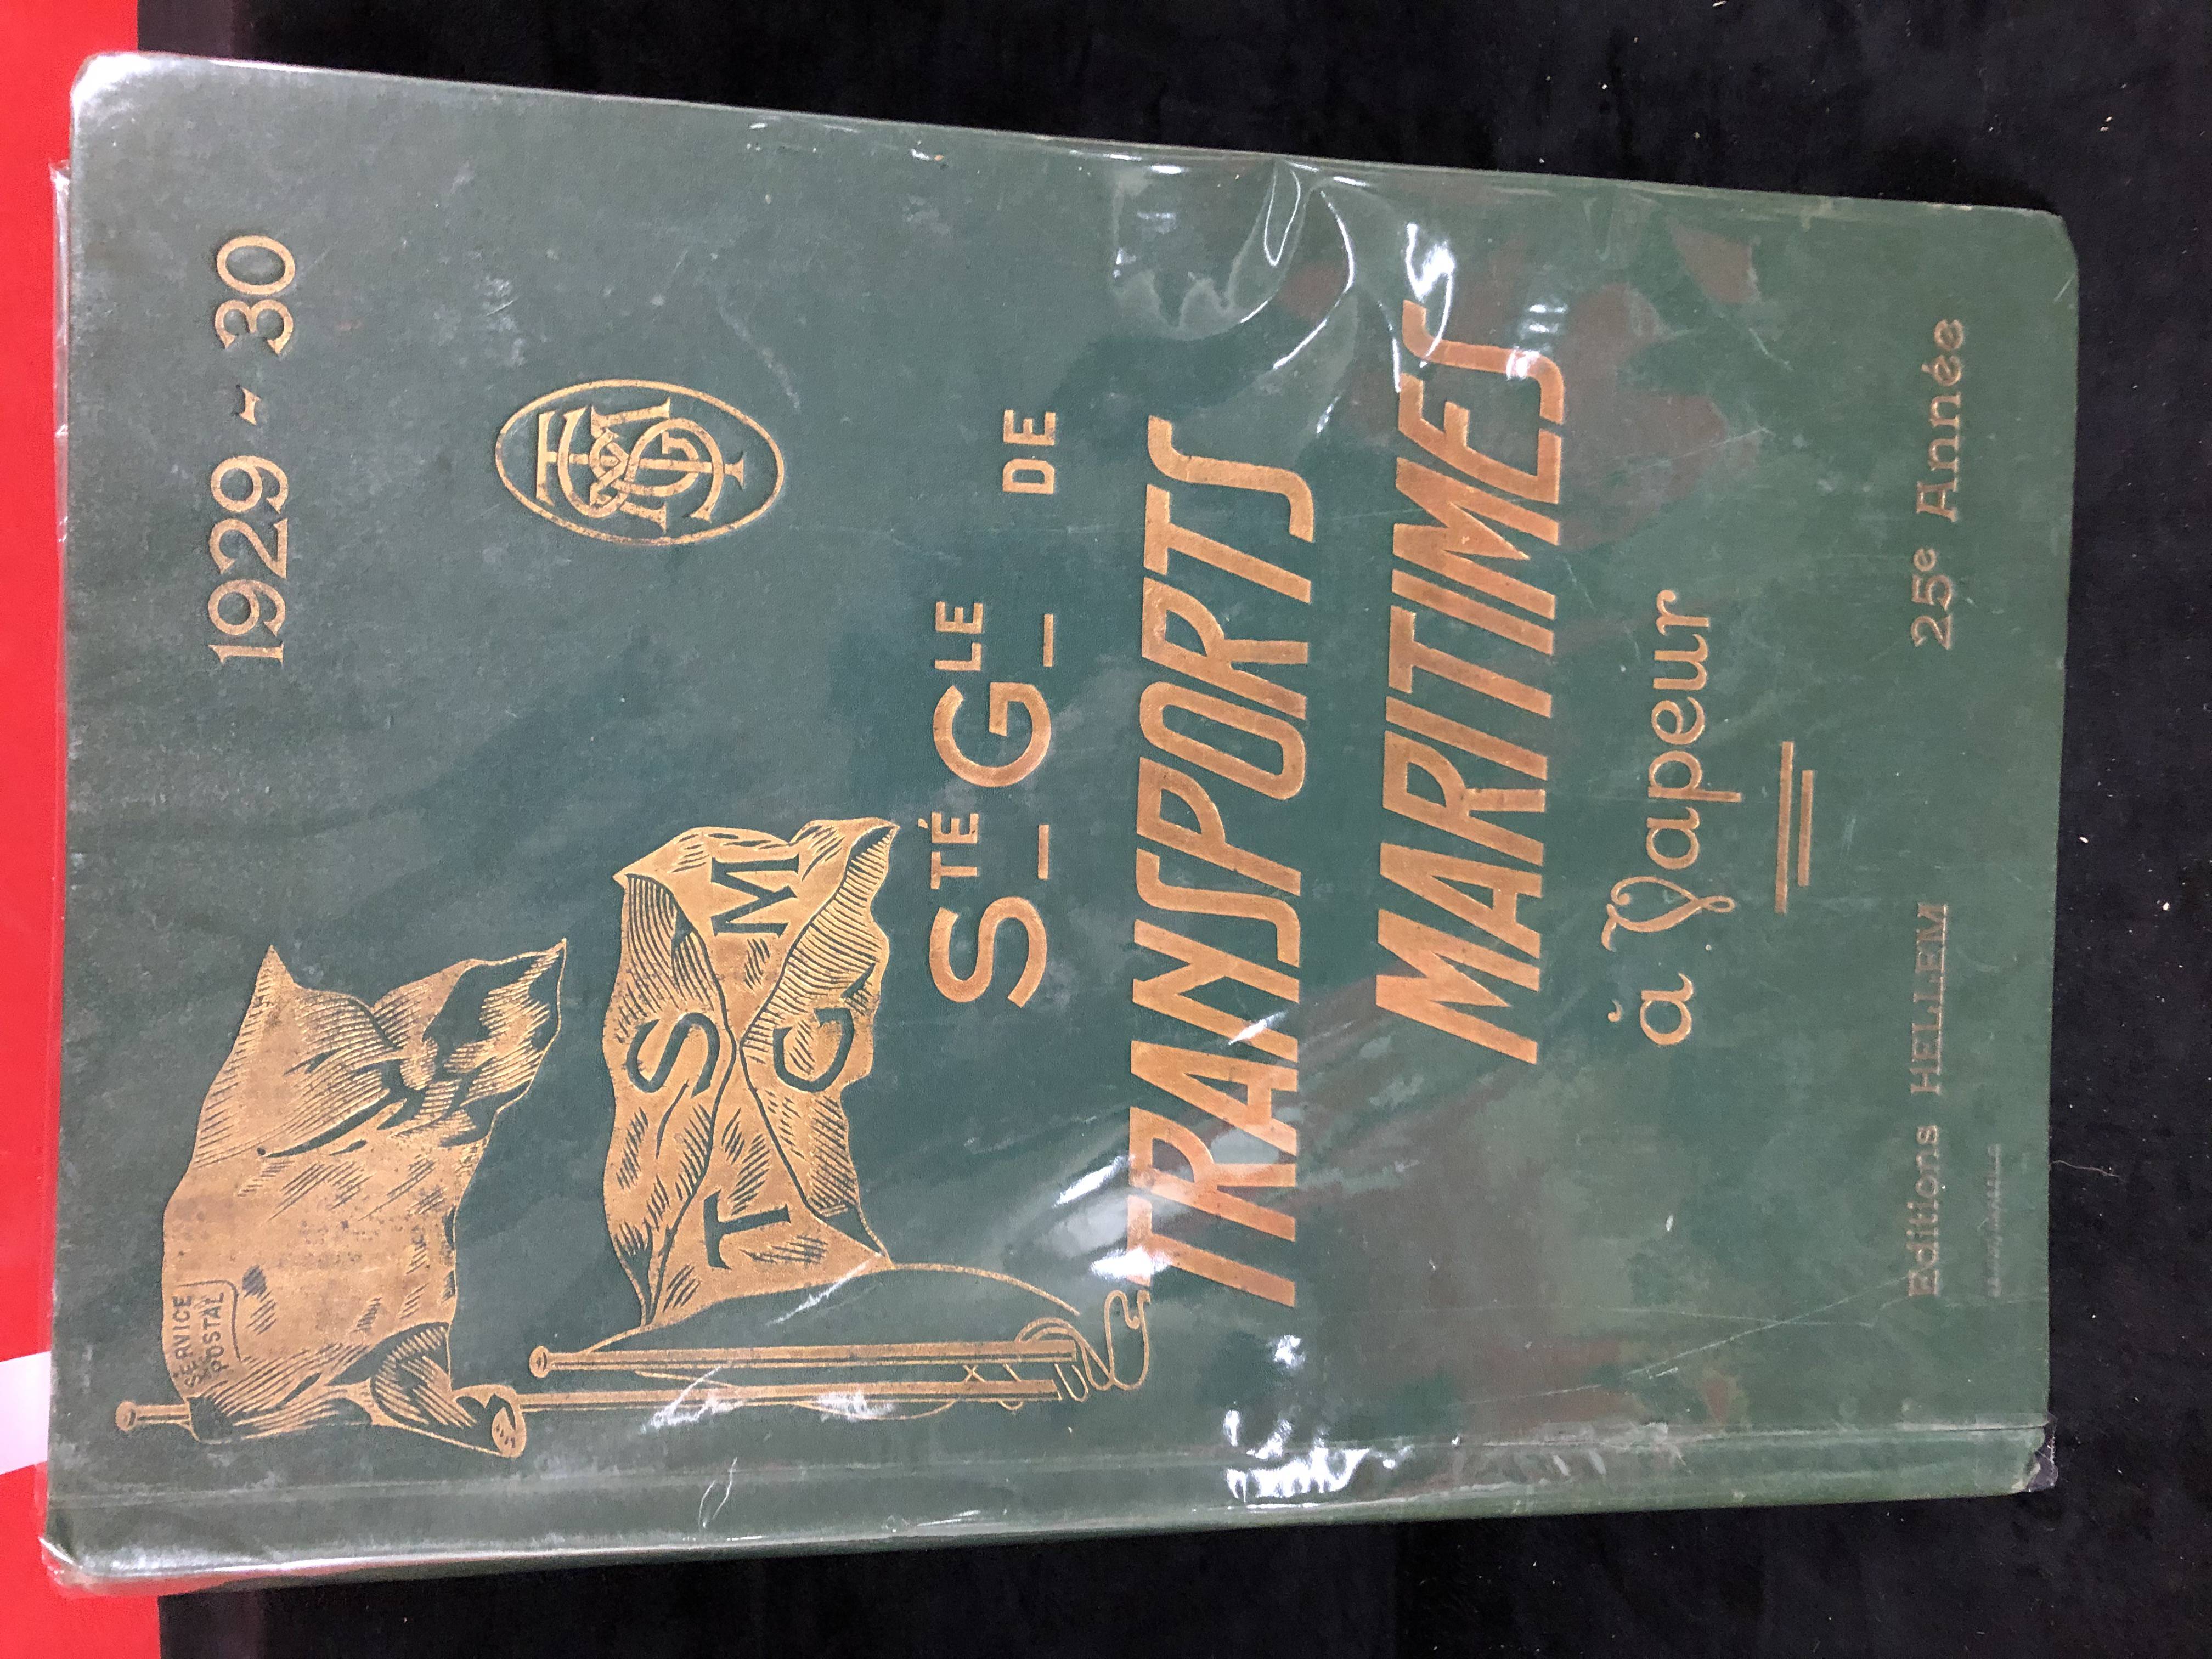 1929 - 30
SERVICE
POSTAL
S
T M
G
STÉ GLE DE
TRANSPORTS
MARITIMES
à Vapeur
Editions HELLEM 25e Année